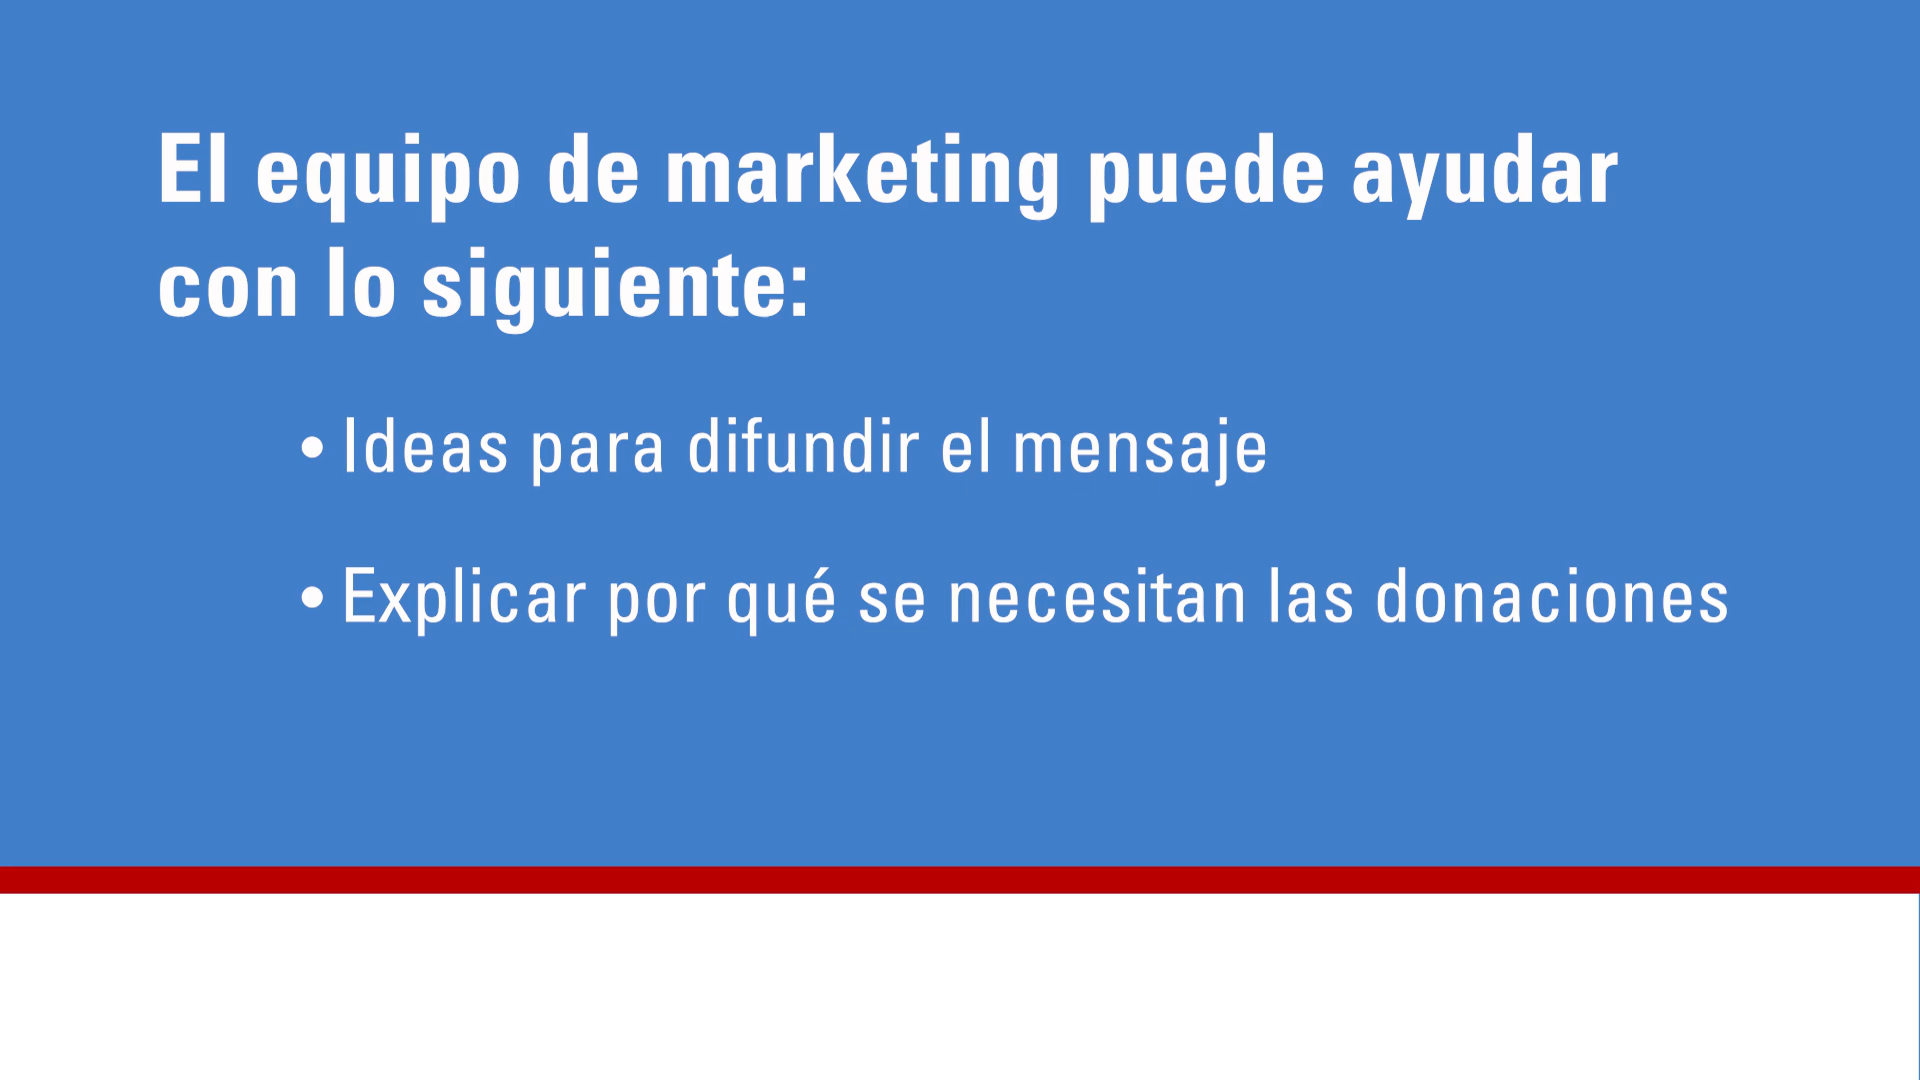 El equipo de marketing puede ayudar
con lo siguiente:
• Ideas para difundir el mensaje
• Explicar por qué se necesitan las donaciones